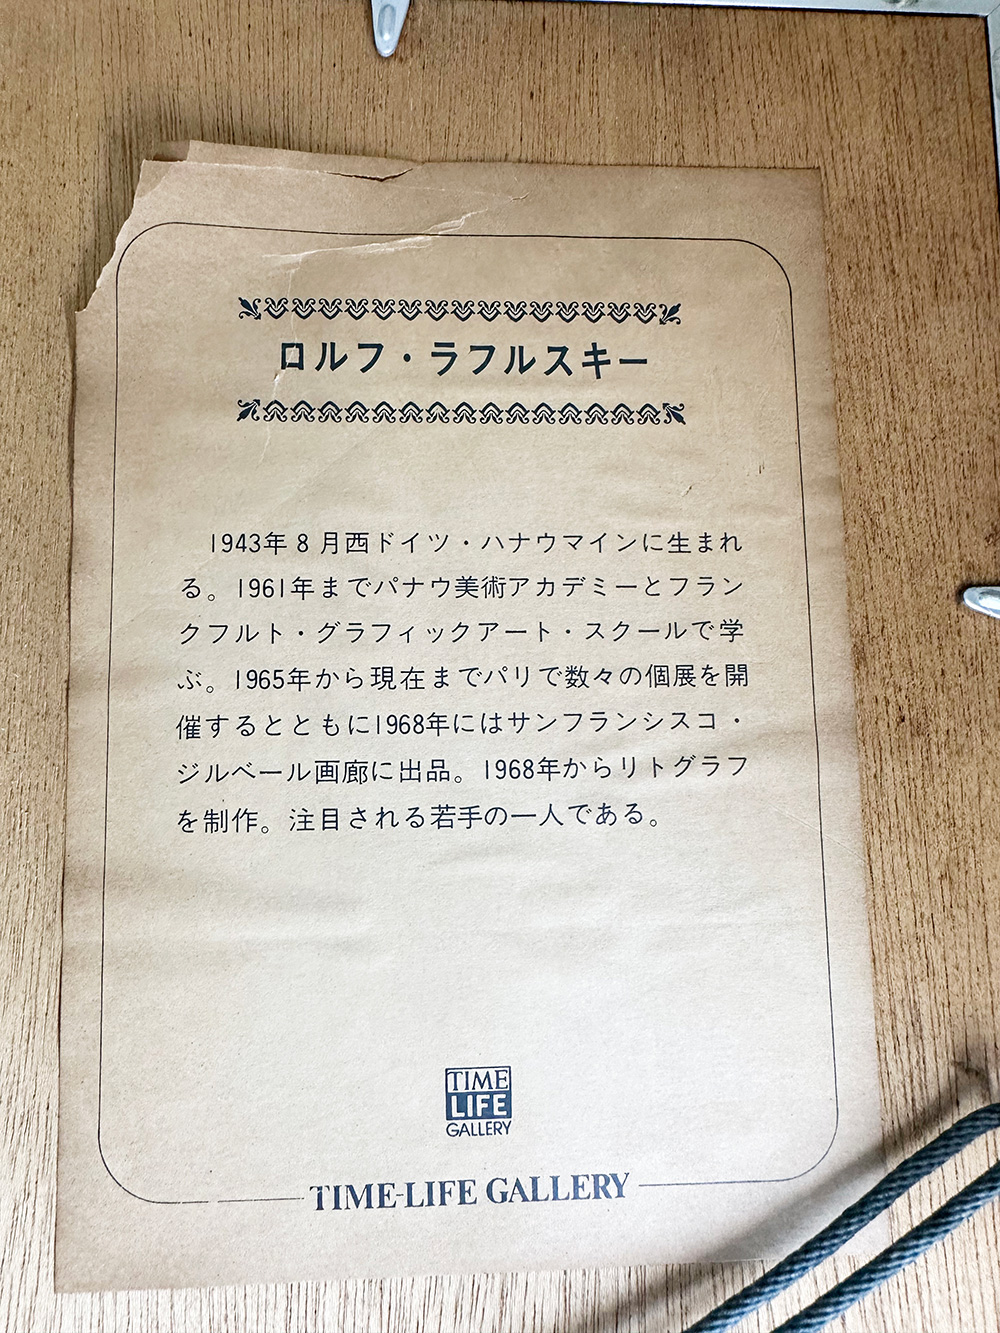 ロルフ・ラフルスキー
1943年8月西ドイツ・ハナウマインに生まれ
る。1961年までパナウ美術アカデミーとフラン
クフルト・グラフィックアート・スクールで学
ぶ。1965年から現在までパリで数々の個展を開
催するとともに1968年にはサンフランシスコ・
ジルベール画廊に出品。1968年からリトグラフ
を制作。注目される若手の一人である。
TIME
LIFE
GALLERY
TIME-LIFE GALLERY